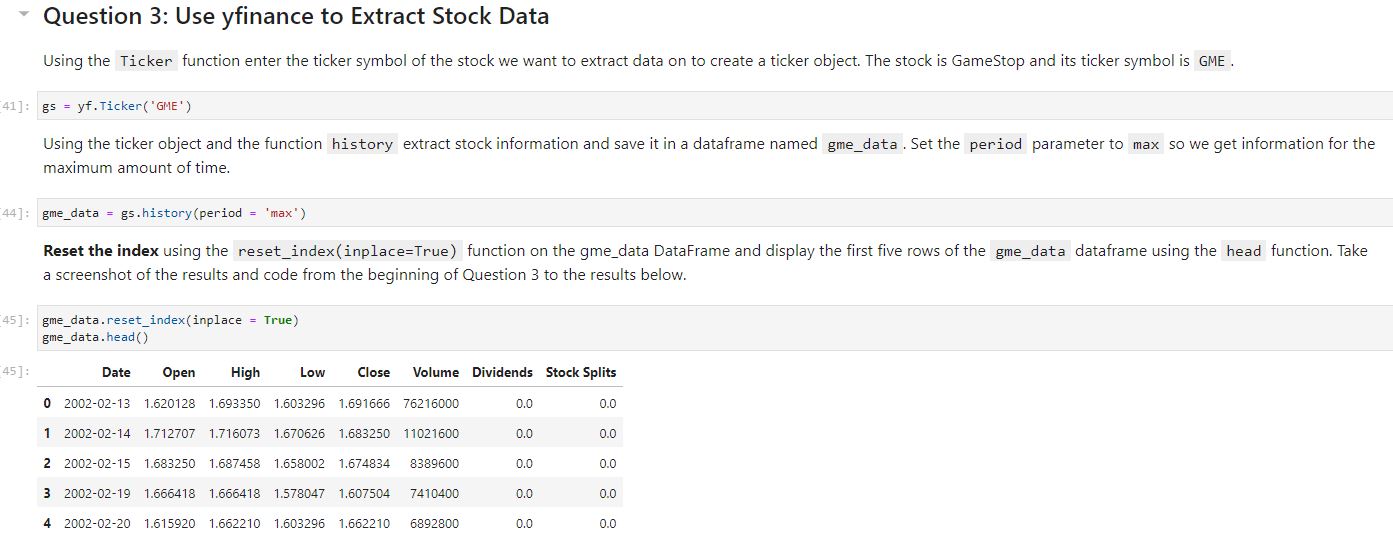 Question 3: Use yfinance to Extract Stock Data
Using the Ticker function enter the ticker symbol of the stock we want to extract data on to create a ticker object. The stock is GameStop and its ticker symbol is GME .
[41]: gs = yf.Ticker('GME')
Using the ticker object and the function history extract stock information and save it in a dataframe named gme_data . Set the period parameter to max so we get information for the
maximum amount of time.
[44]: gme_data = gs.history(period = 'max')
Reset the index using the reset_index(inplace=True) function on the gme_data DataFrame and display the first five rows of the gme_data dataframe using the head function. Take
a screenshot of the results and code from the beginning of Question 3 to the results below.
[45]: gme_data.reset_index(inplace = True)
gme_data.head()
[45]: Date Open High Low Close Volume Dividends Stock Splits
0 2002-02-13 1.620128 1.693350 1.603296 1.691666 76216000 0.0 0.0
1 2002-02-14 1.712707 1.716073 1.670626 1.683250 11021600 0.0 0.0
2 2002-02-15 1.683250 1.687458 1.658002 1.674834 8389600 0.0 0.0
3 2002-02-19 1.666418 1.666418 1.578047 1.607504 7410400 0.0 0.0
4 2002-02-20 1.615920 1.662210 1.603296 1.662210 6892800 0.0 0.0